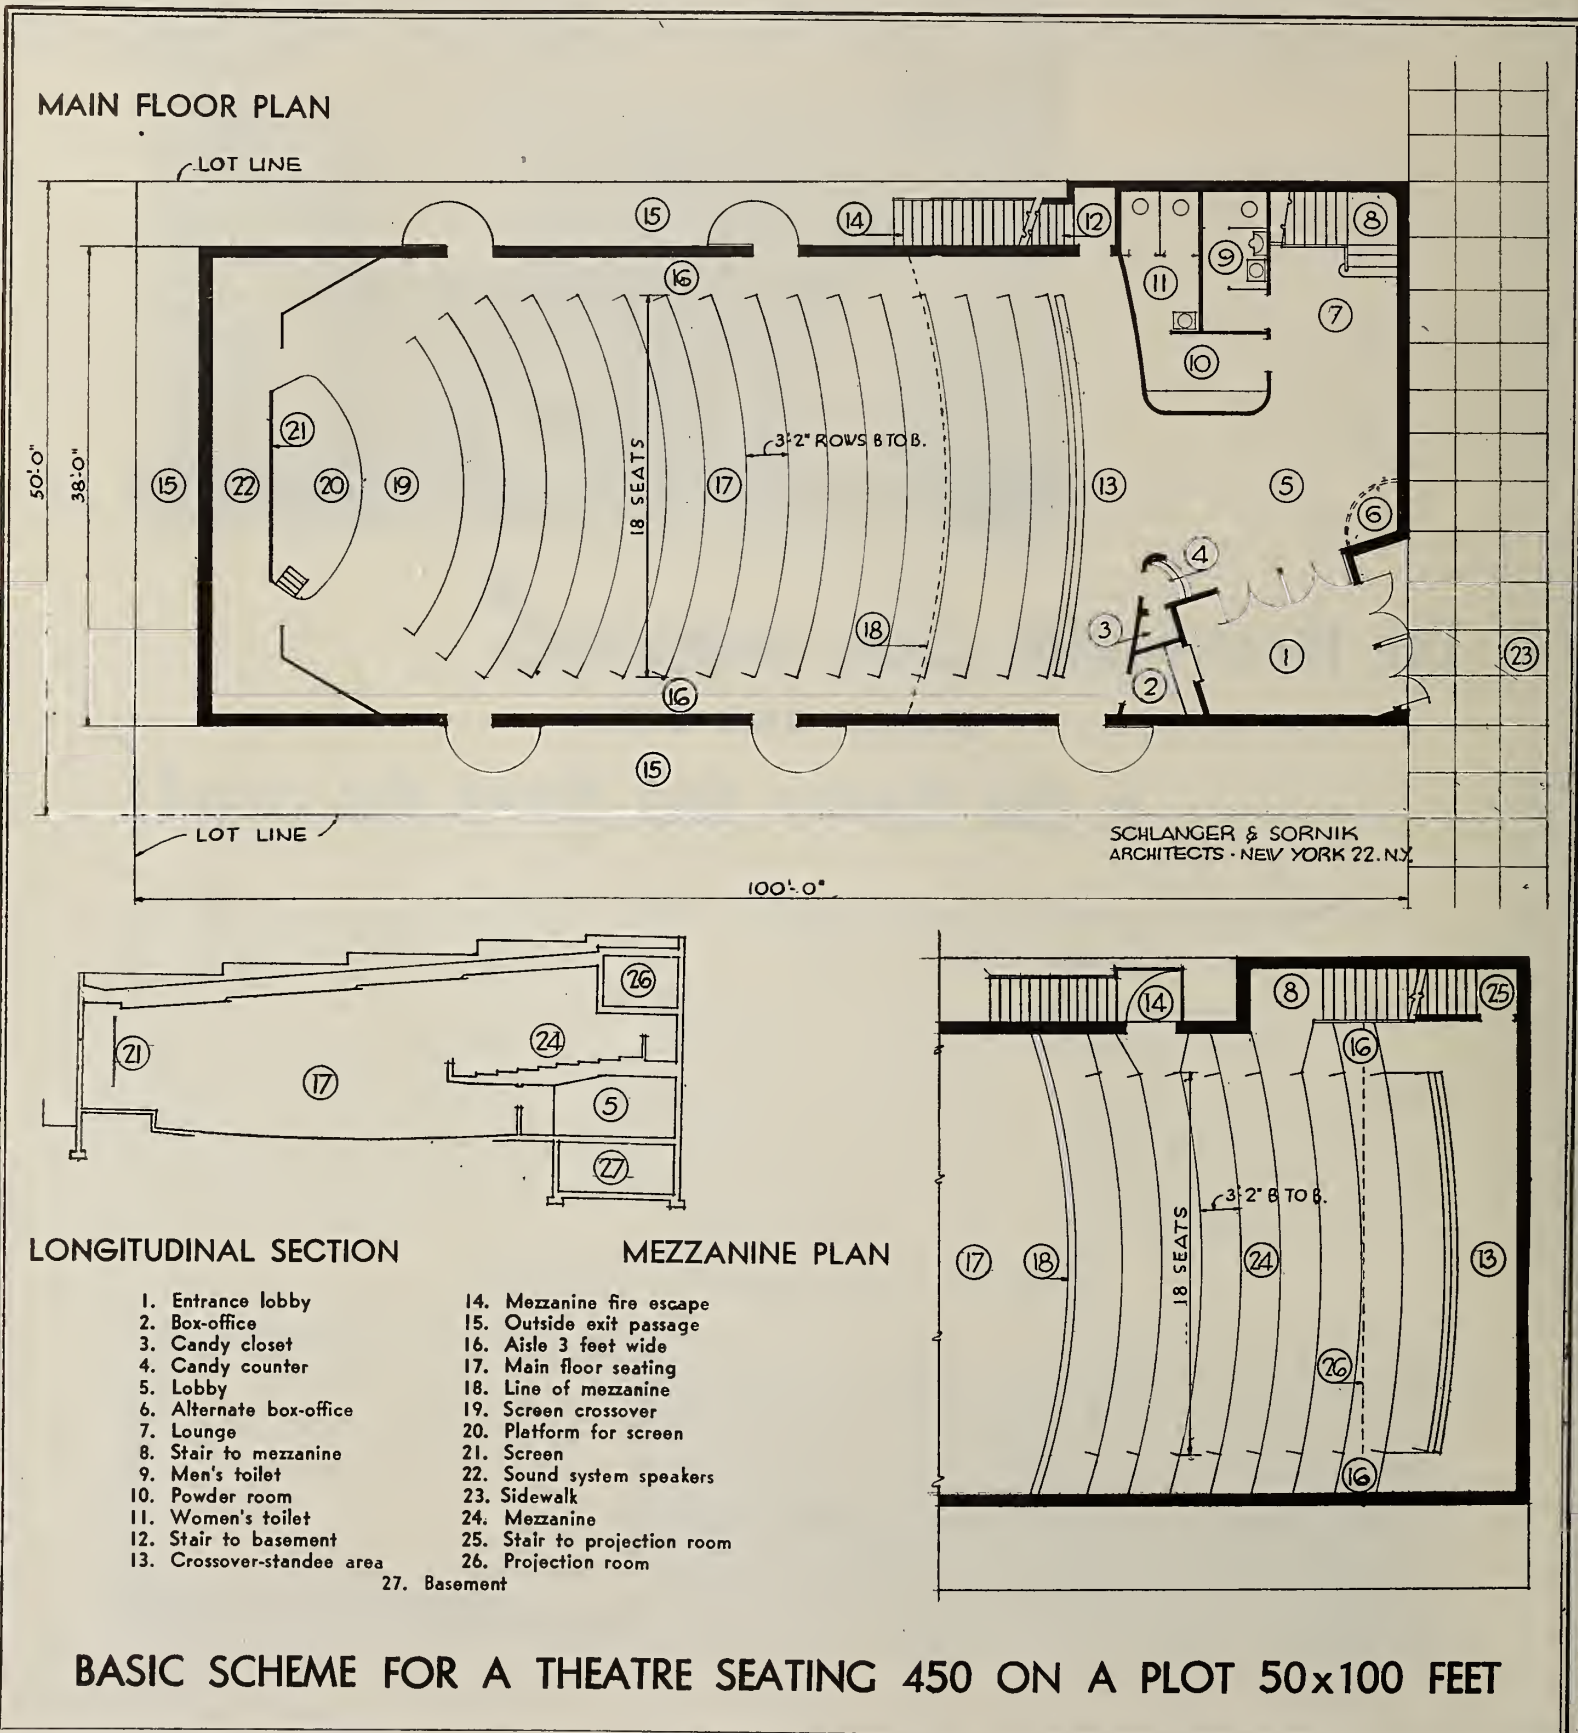 MAIN FLOOR PLAN
LOT LINE
15
14
12
8
16
9
11
7
10
50'-0"
38'-0"
21
3'-2" ROWS B TO B.
18 SEATS
15
22
20
19
17
13
5
6
4
18
3
1
23
16
2
15
LOT LINE
SCHLANGER & SORNIK
ARCHITECTS · NEW YORK 22. N.Y.
100'-0"
26
21
24
17
5
27
14
8
25
16
3'-2" B TO B.
18 SEATS
17
18
24
13
26
16
LONGITUDINAL SECTION
MEZZANINE PLAN
1. Entrance lobby
2. Box-office
3. Candy closet
4. Candy counter
5. Lobby
6. Alternate box-office
7. Lounge
8. Stair to mezzanine
9. Men's toilet
10. Powder room
11. Women's toilet
12. Stair to basement
13. Crossover-standee area
14. Mezzanine fire escape
15. Outside exit passage
16. Aisle 3 feet wide
17. Main floor seating
18. Line of mezzanine
19. Screen crossover
20. Platform for screen
21. Screen
22. Sound system speakers
23. Sidewalk
24. Mezzanine
25. Stair to projection room
26. Projection room
27. Basement
BASIC SCHEME FOR A THEATRE SEATING 450 ON A PLOT 50x100 FEET